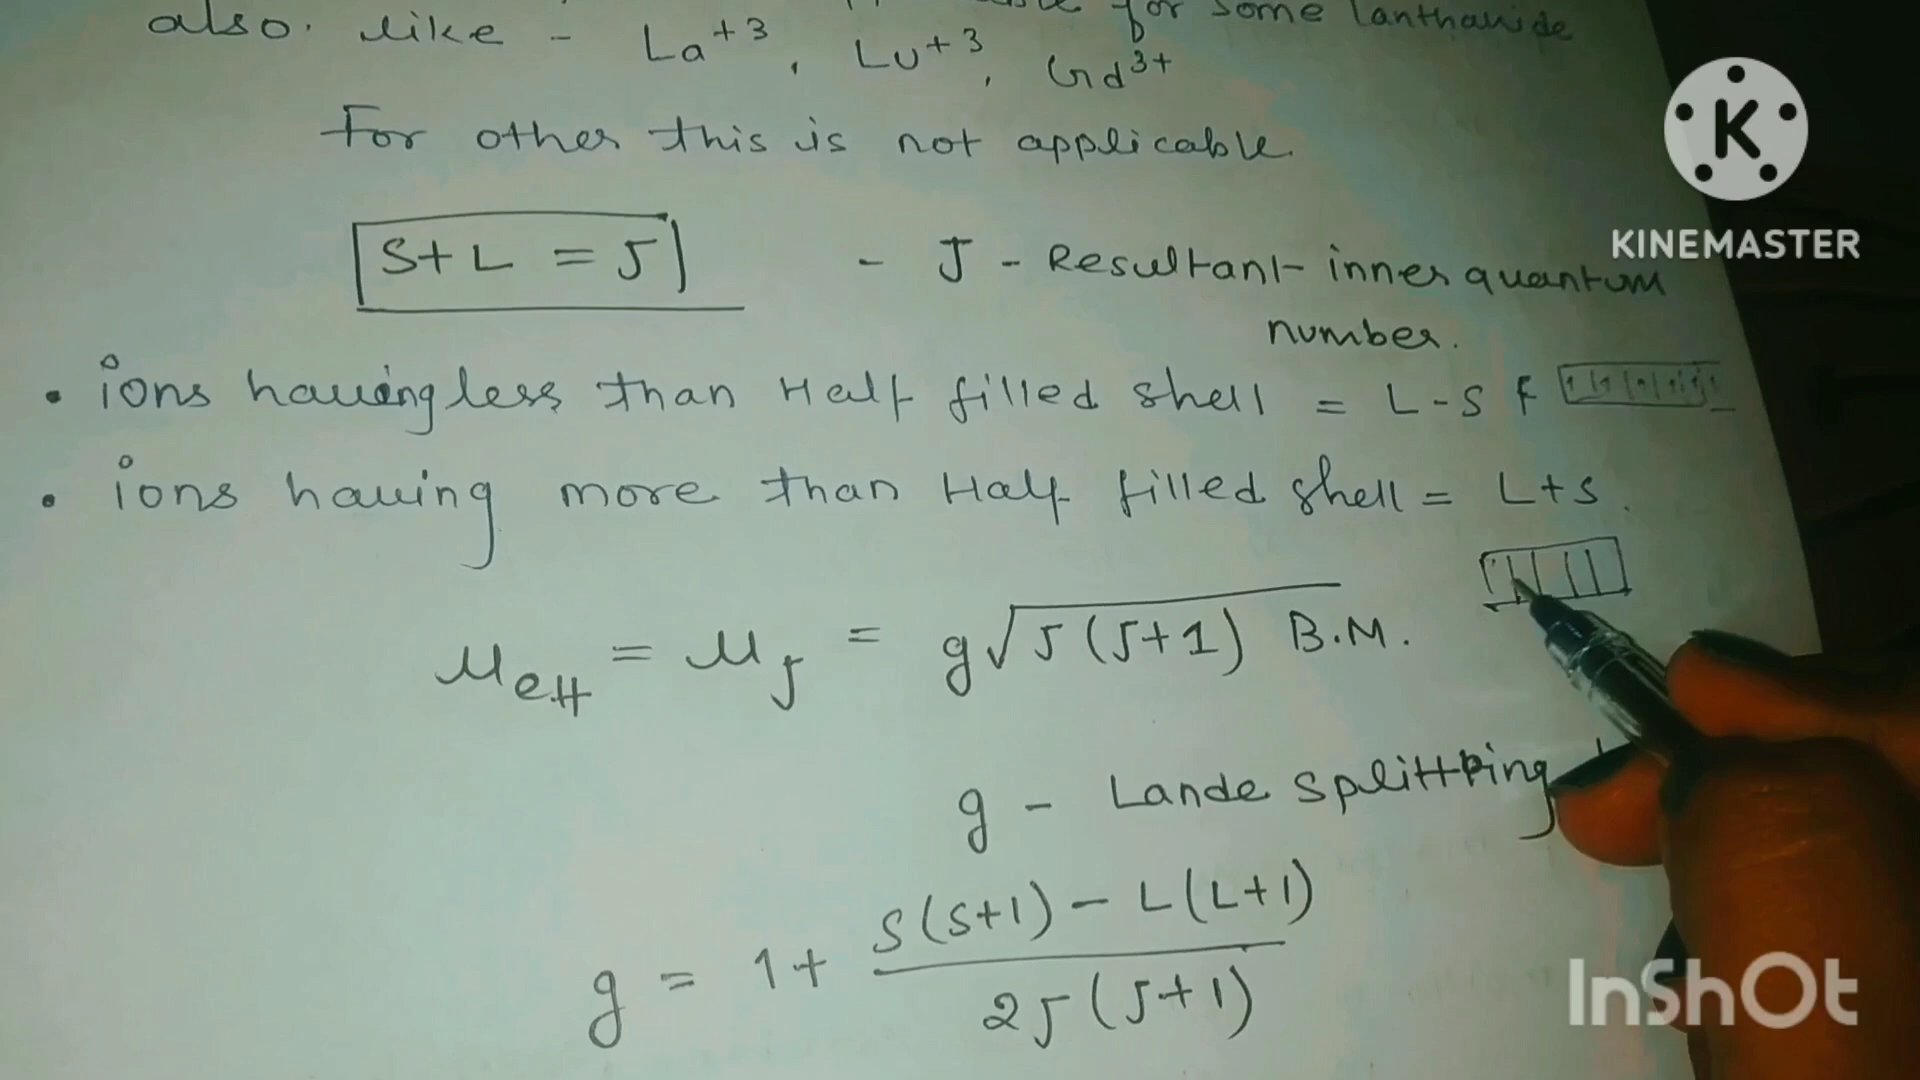 for some lanthanide
also. like - La+3, Lu+3, Gd3+
For other this is not applicable.
S+L = J - J - Resultant inner quantum
number.
• ions having less than Half filled shell = L-S f
• ions having more than Half filled shell = L+S.
μeff = μJ = g√J(J+1) B.M.
g - Lande splitting
g = 1+ S(S+1) - L(L+1)
2J(J+1)
K
KINEMASTER
InShOt